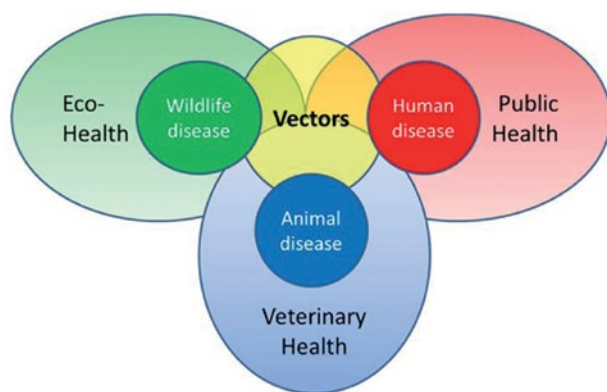 Eco-
Health
Wildlife
disease
Vectors
Human
disease
Public
Health
Animal
disease
Veterinary
Health